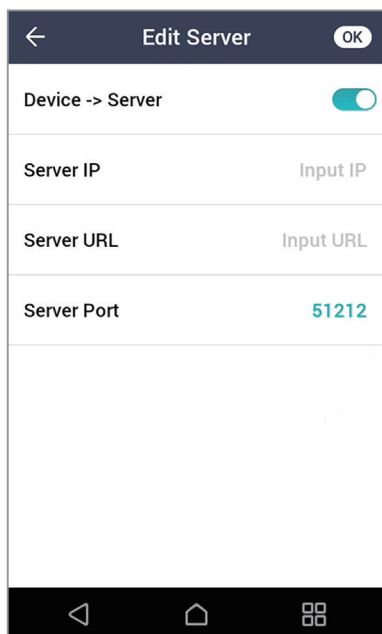 Edit Server
OK
Device -> Server
Server IP Input IP
Server URL Input URL
Server Port 51212